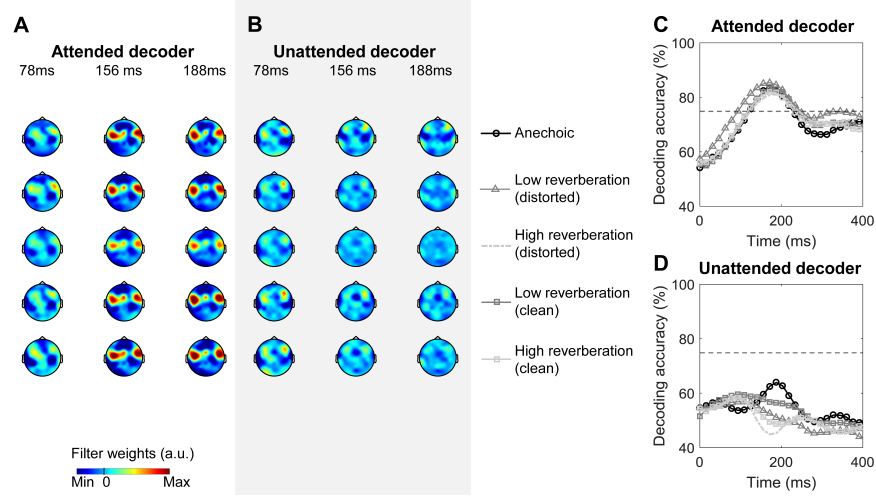 A
Attended decoder
78ms 156 ms 188ms
B
Unattended decoder
78ms 156 ms 188ms
Anechoic
Low reverberation
(distorted)
High reverberation
(distorted)
Low reverberation
(clean)
High reverberation
(clean)
Filter weights (a.u.)
Min 0 Max
C
Attended decoder
Decoding accuracy (%)
100
80
60
40
0 200 400
Time (ms)
D
Unattended decoder
Decoding accuracy (%)
100
80
60
40
0 200 400
Time (ms)